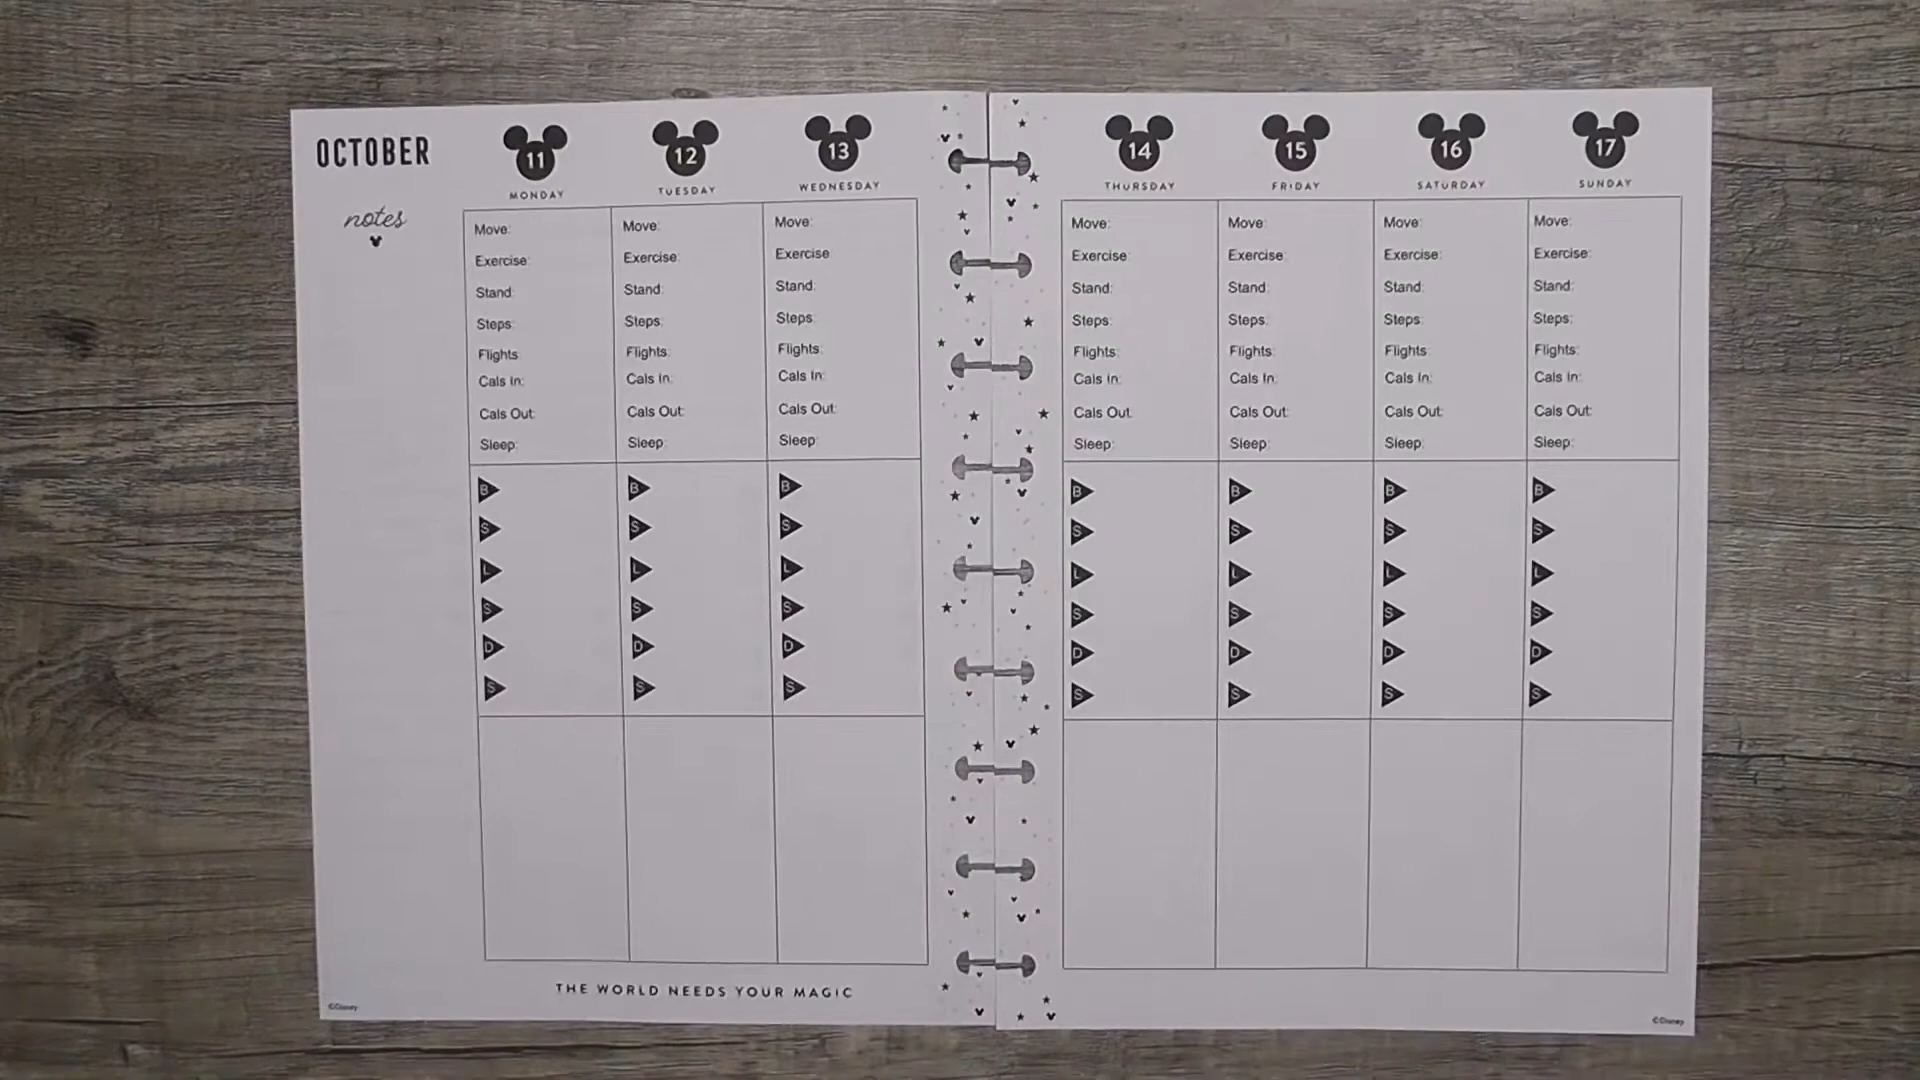 OCTOBER
notes
11
MONDAY
Move:
Exercise:
Stand:
Steps:
Flights
Cals In:
Cals Out:
Sleep:
B
S
L
S
D
S
12
TUESDAY
Move:
Exercise:
Stand:
Steps:
Flights:
Cals In:
Cals Out:
Sleep:
B
S
L
S
D
S
13
WEDNESDAY
Move:
Exercise
Stand:
Steps:
Flights:
Cals In:
Cals Out:
Sleep:
B
S
L
S
D
S
THE WORLD NEEDS YOUR MAGIC
©Disney
14
THURSDAY
Move:
Exercise:
Stand:
Steps:
Flights:
Cals In:
Cals Out:
Sleep:
B
S
L
S
D
S
15
FRIDAY
Move:
Exercise:
Stand:
Steps:
Flights:
Cals In:
Cals Out:
Sleep:
B
S
L
S
D
S
16
SATURDAY
Move:
Exercise:
Stand:
Steps:
Flights:
Cals In:
Cals Out:
Sleep:
B
S
L
S
D
S
17
SUNDAY
Move:
Exercise:
Stand:
Steps:
Flights:
Cals In:
Cals Out:
Sleep:
B
S
L
S
D
S
©Disney